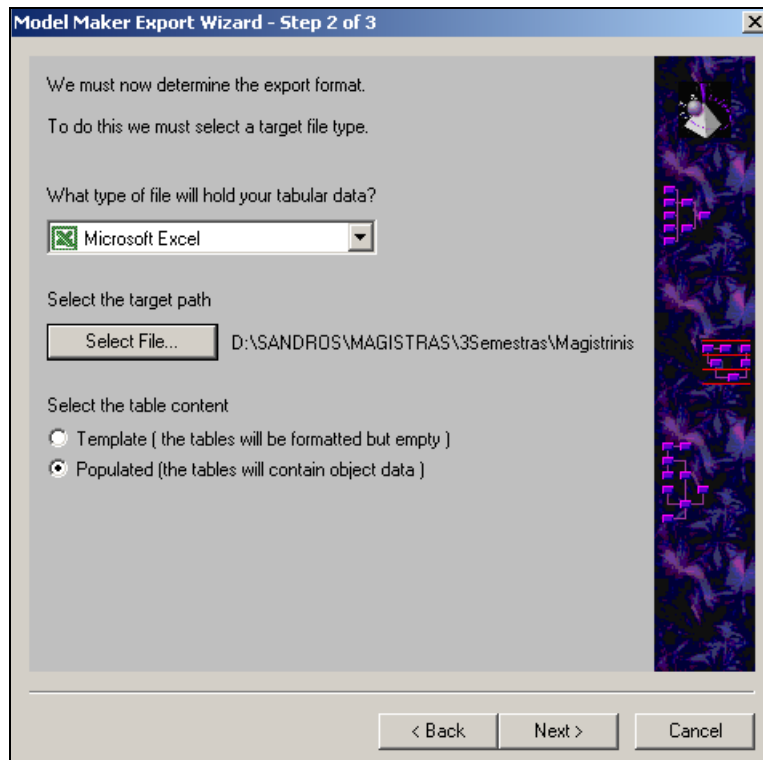 Model Maker Export Wizard - Step 2 of 3
We must now determine the export format.
To do this we must select a target file type.
What type of file will hold your tabular data?
Microsoft Excel
Select the target path
Select File... D:\SANDROS\MAGISTRAS\3Semestras\Magistrinis
Select the table content
Template ( the tables will be formatted but empty )
Populated (the tables will contain object data )
< Back Next > Cancel